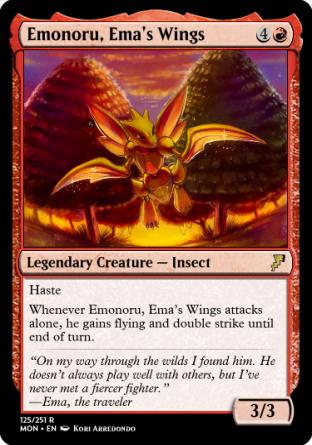 Emonoru, Ema's Wings 4
Legendary Creature — Insect
Haste
Whenever Emonoru, Ema's Wings attacks
alone, he gains flying and double strike until
end of turn.
"On my way through the wilds I found him. He
doesn't always play well with others, but I've
never met a fiercer fighter."
—Ema, the traveler
3/3
125/251 R
MON • EN Kori Arredondo